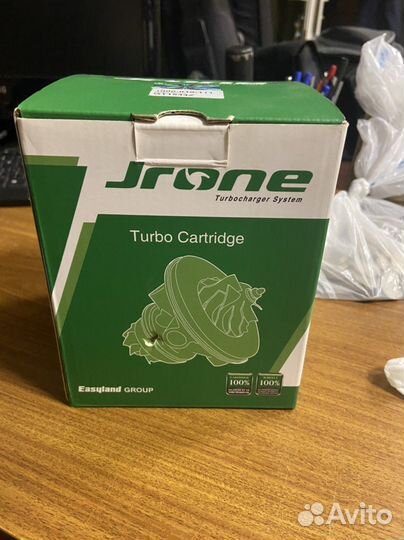 Jrone
Turbocharger System
Turbo Cartridge
100%
100%
Easyland GROUP
Avito